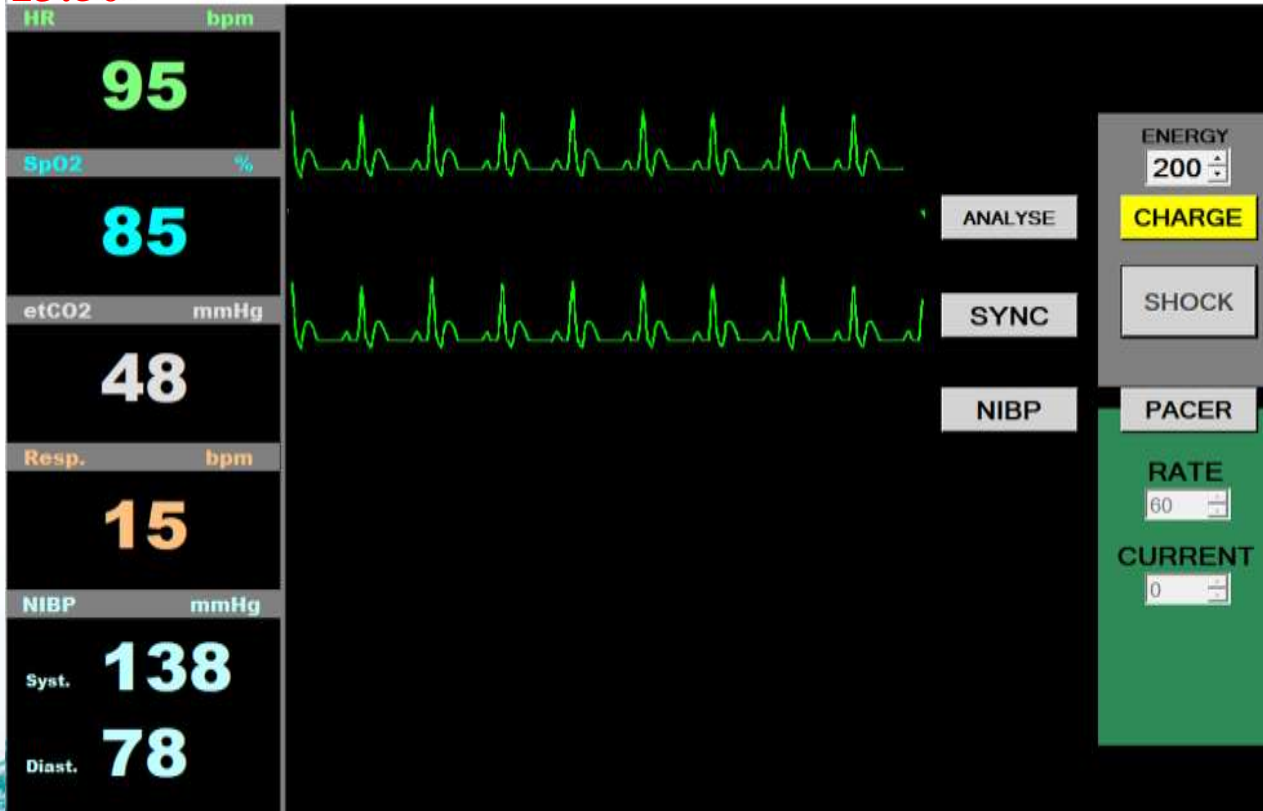 HR bpm
95
SpO2 %
85
etCO2 mmHg
48
Resp. bpm
15
NIBP mmHg
Syst. 138
Diast. 78
ANALYSE
SYNC
NIBP
ENERGY
200
CHARGE
SHOCK
PACER
RATE
60
CURRENT
0